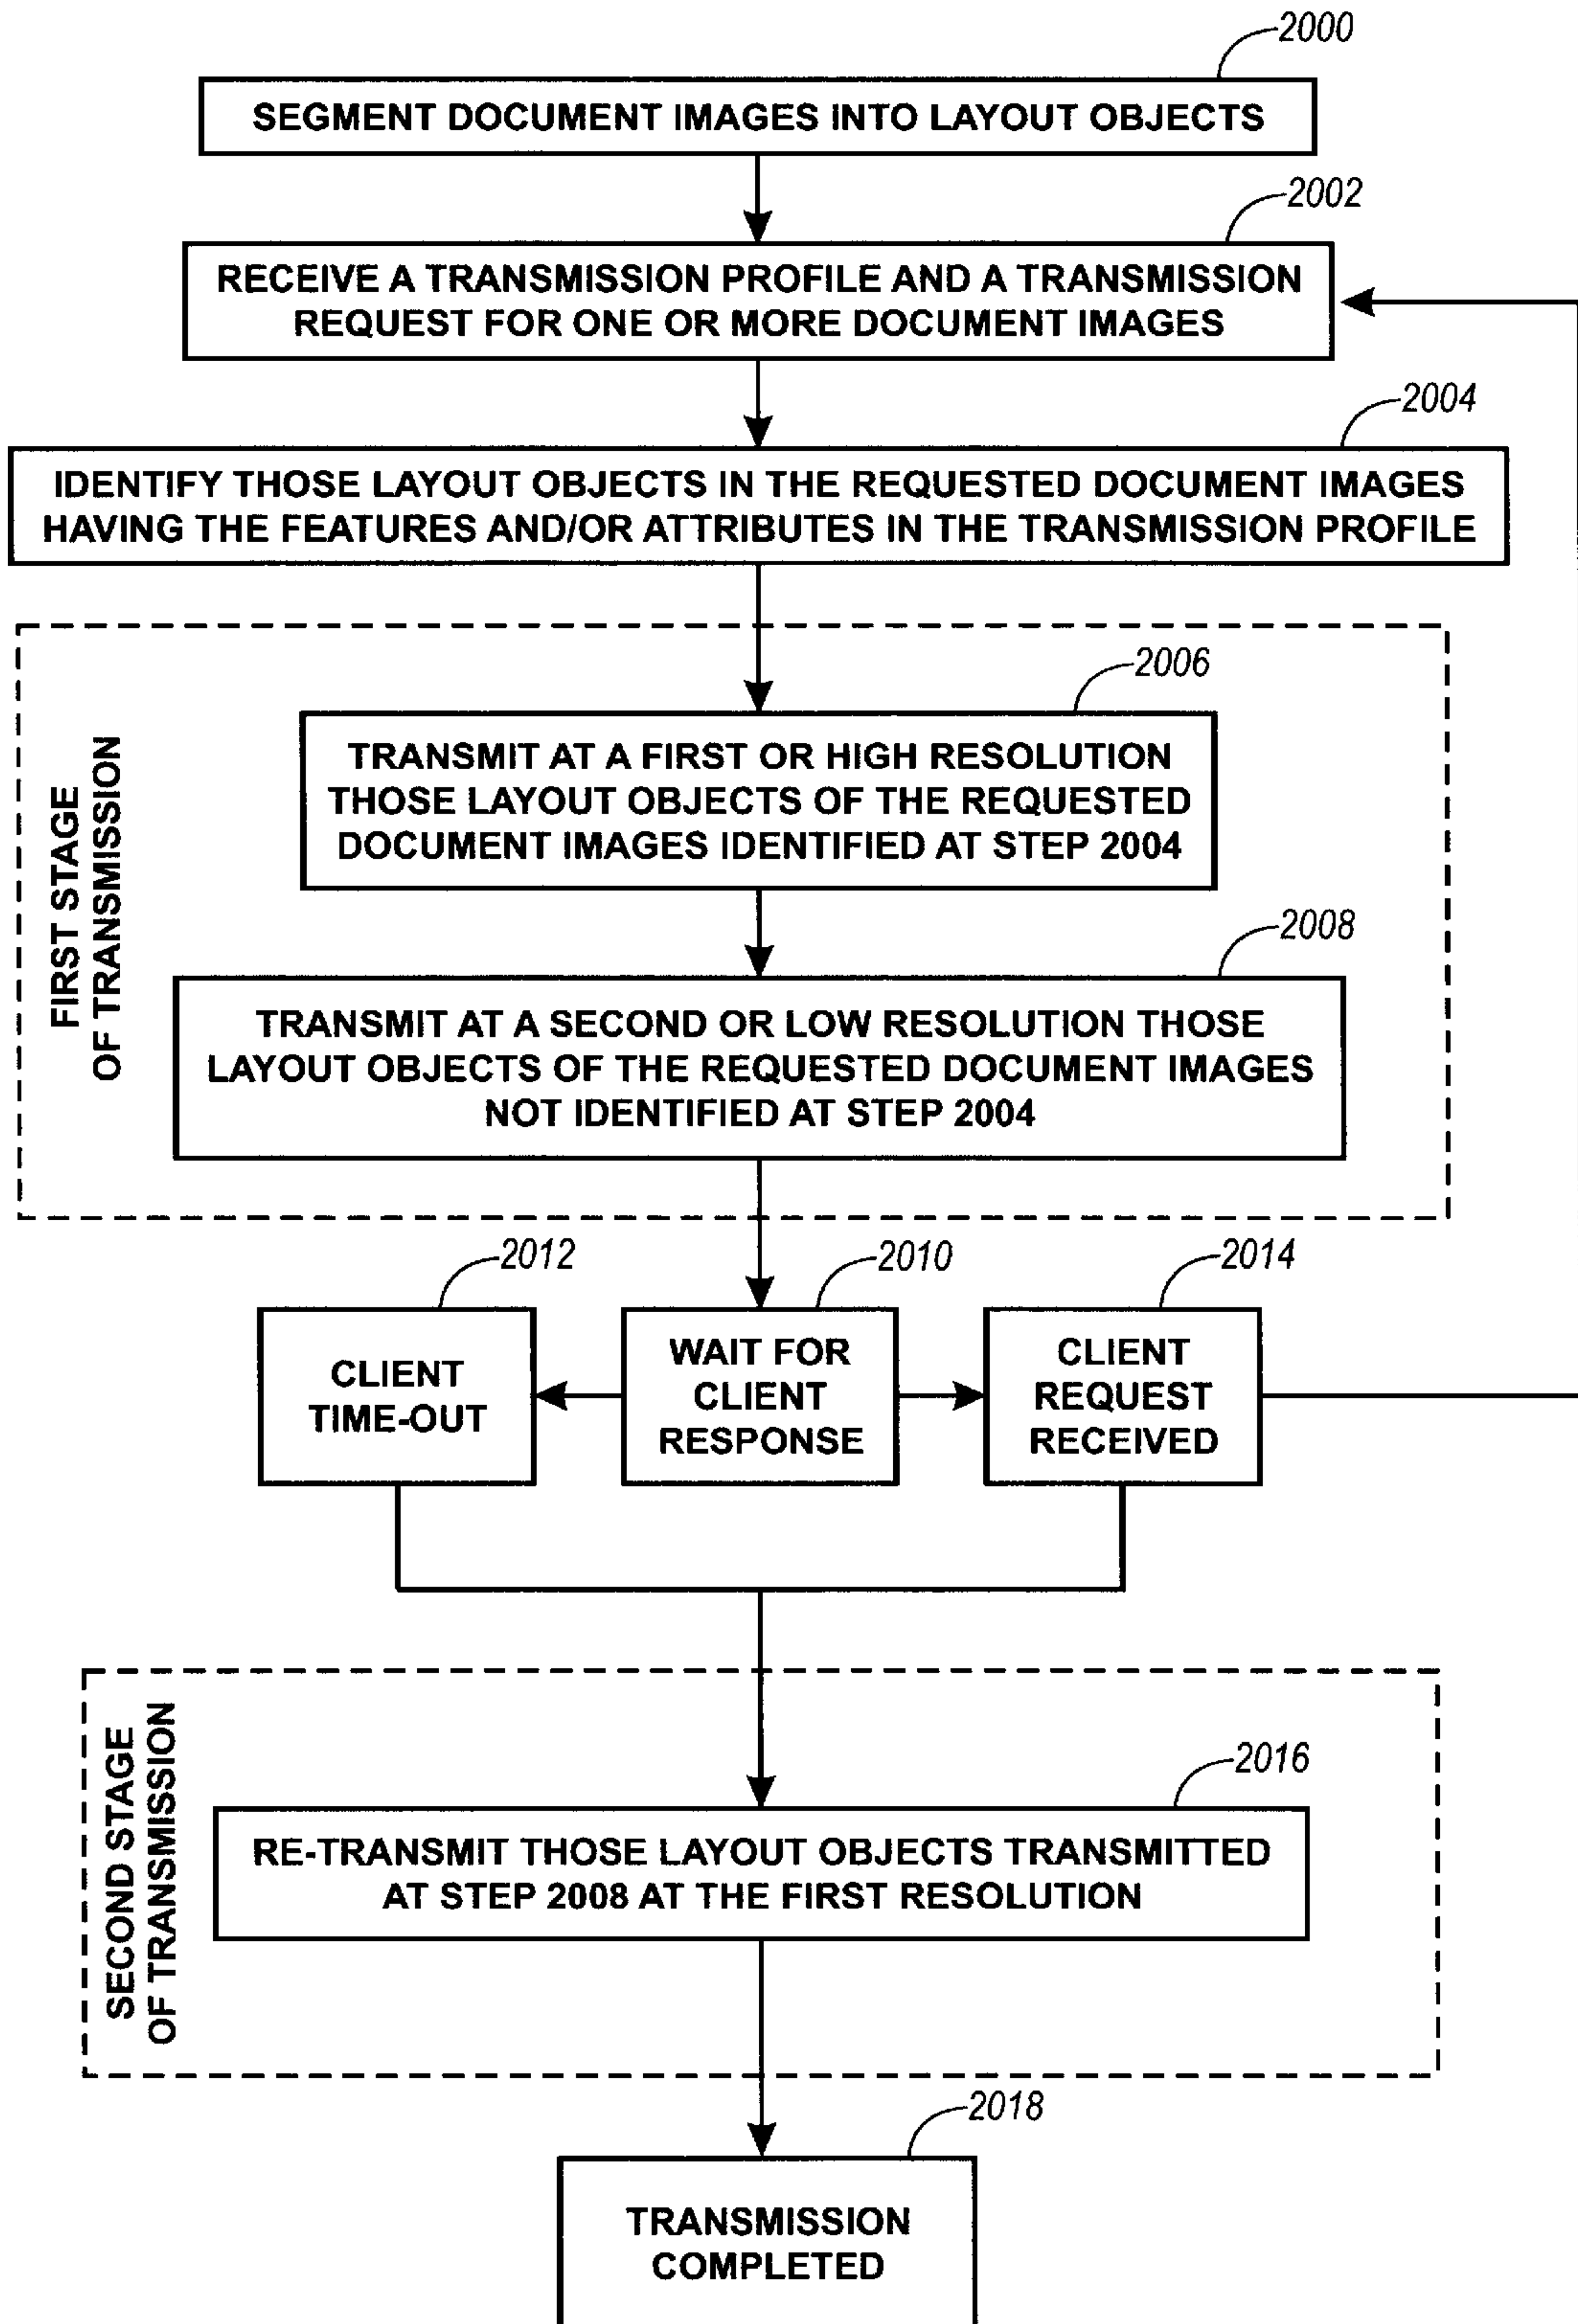 2000
SEGMENT DOCUMENT IMAGES INTO LAYOUT OBJECTS
2002
RECEIVE A TRANSMISSION PROFILE AND A TRANSMISSION
REQUEST FOR ONE OR MORE DOCUMENT IMAGES
2004
IDENTIFY THOSE LAYOUT OBJECTS IN THE REQUESTED DOCUMENT IMAGES
HAVING THE FEATURES AND/OR ATTRIBUTES IN THE TRANSMISSION PROFILE
FIRST STAGE
OF TRANSMISSION
2006
TRANSMIT AT A FIRST OR HIGH RESOLUTION
THOSE LAYOUT OBJECTS OF THE REQUESTED
DOCUMENT IMAGES IDENTIFIED AT STEP 2004
2008
TRANSMIT AT A SECOND OR LOW RESOLUTION THOSE
LAYOUT OBJECTS OF THE REQUESTED DOCUMENT IMAGES
NOT IDENTIFIED AT STEP 2004
2012
CLIENT
TIME-OUT
2010
WAIT FOR
CLIENT
RESPONSE
2014
CLIENT
REQUEST
RECEIVED
SECOND STAGE
OF TRANSMISSION
2016
RE-TRANSMIT THOSE LAYOUT OBJECTS TRANSMITTED
AT STEP 2008 AT THE FIRST RESOLUTION
2018
TRANSMISSION
COMPLETED